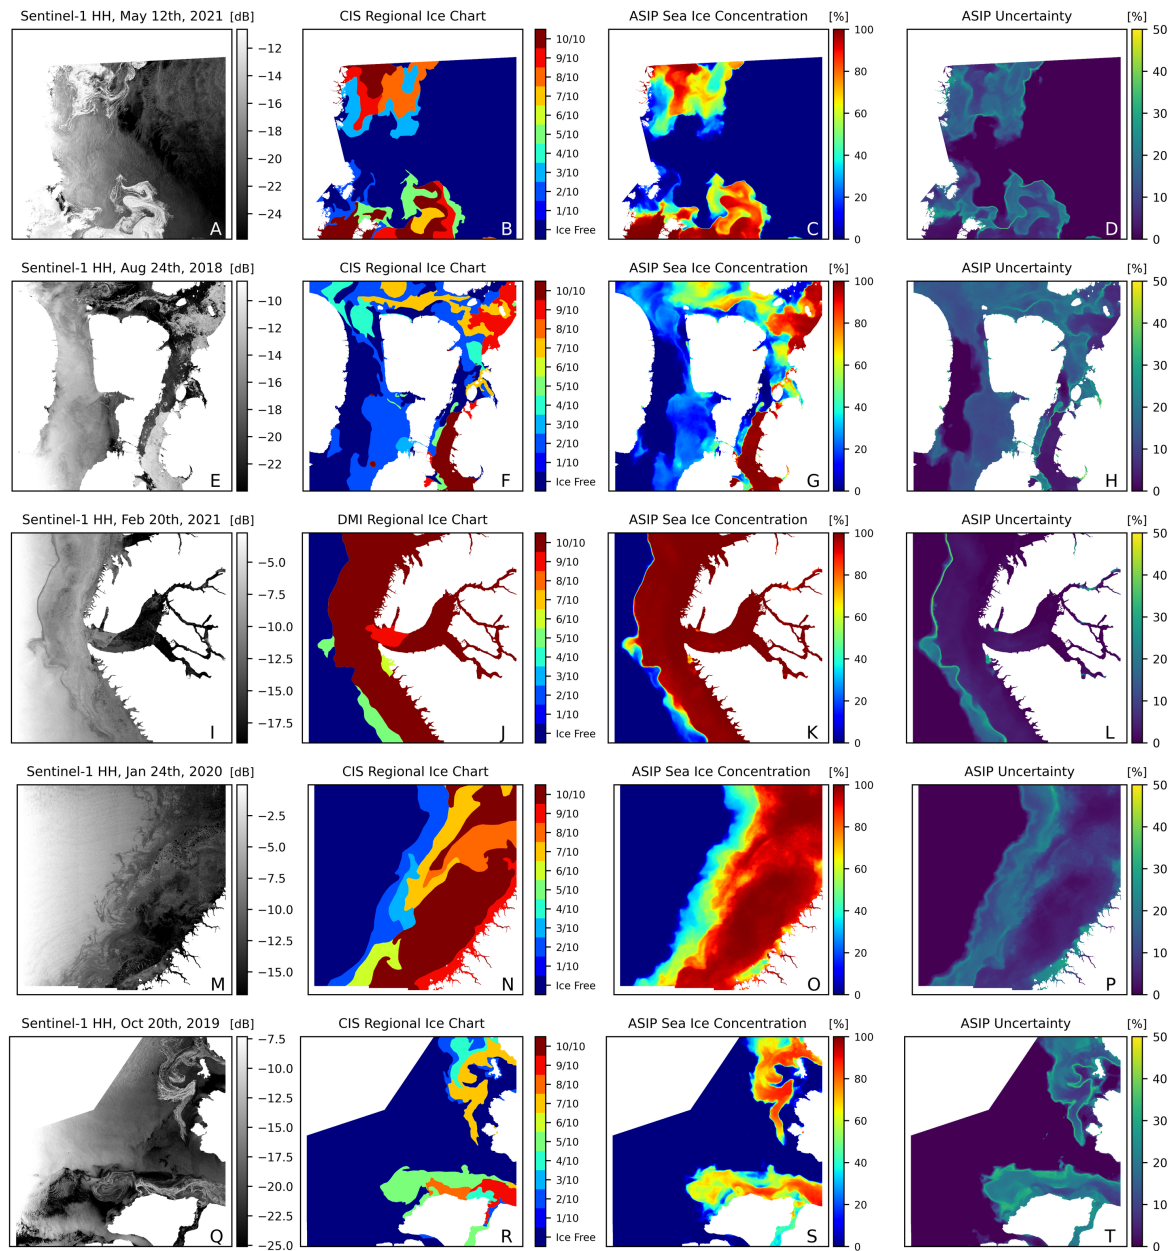 Sentinel-1 HH, May 12th, 2021 [dB] CIS Regional Ice Chart ASIP Sea Ice Concentration [%] ASIP Uncertainty [%]
−12 10/10 100 50
−14 9/10 80 40
−16 8/10 60 30
−18 7/10 40 20
−20 6/10 20 10
−22 5/10 0 0
−24 4/10
3/10
2/10
1/10
Ice Free
A B C D
Sentinel-1 HH, Aug 24th, 2018 [dB] CIS Regional Ice Chart ASIP Sea Ice Concentration [%] ASIP Uncertainty [%]
−10 10/10 100 50
−12 9/10 80 40
−14 8/10 60 30
−16 7/10 40 20
−18 6/10 20 10
−20 5/10 0 0
−22 4/10
3/10
2/10
1/10
Ice Free
E F G H
Sentinel-1 HH, Feb 20th, 2021 [dB] DMI Regional Ice Chart ASIP Sea Ice Concentration [%] ASIP Uncertainty [%]
−5.0 10/10 100 50
−7.5 9/10 80 40
−10.0 8/10 60 30
−12.5 7/10 40 20
−15.0 6/10 20 10
−17.5 5/10 0 0
4/10
3/10
2/10
1/10
Ice Free
I J K L
Sentinel-1 HH, Jan 24th, 2020 [dB] CIS Regional Ice Chart ASIP Sea Ice Concentration [%] ASIP Uncertainty [%]
−2.5 10/10 100 50
−5.0 9/10 80 40
−7.5 8/10 60 30
−10.0 7/10 40 20
−12.5 6/10 20 10
−15.0 5/10 0 0
4/10
3/10
2/10
1/10
Ice Free
M N O P
Sentinel-1 HH, Oct 20th, 2019 [dB] CIS Regional Ice Chart ASIP Sea Ice Concentration [%] ASIP Uncertainty [%]
−7.5 10/10 100 50
−10.0 9/10 80 40
−12.5 8/10 60 30
−15.0 7/10 40 20
−17.5 6/10 20 10
−20.0 5/10 0 0
−22.5 4/10
−25.0 3/10
2/10
1/10
Ice Free
Q R S T